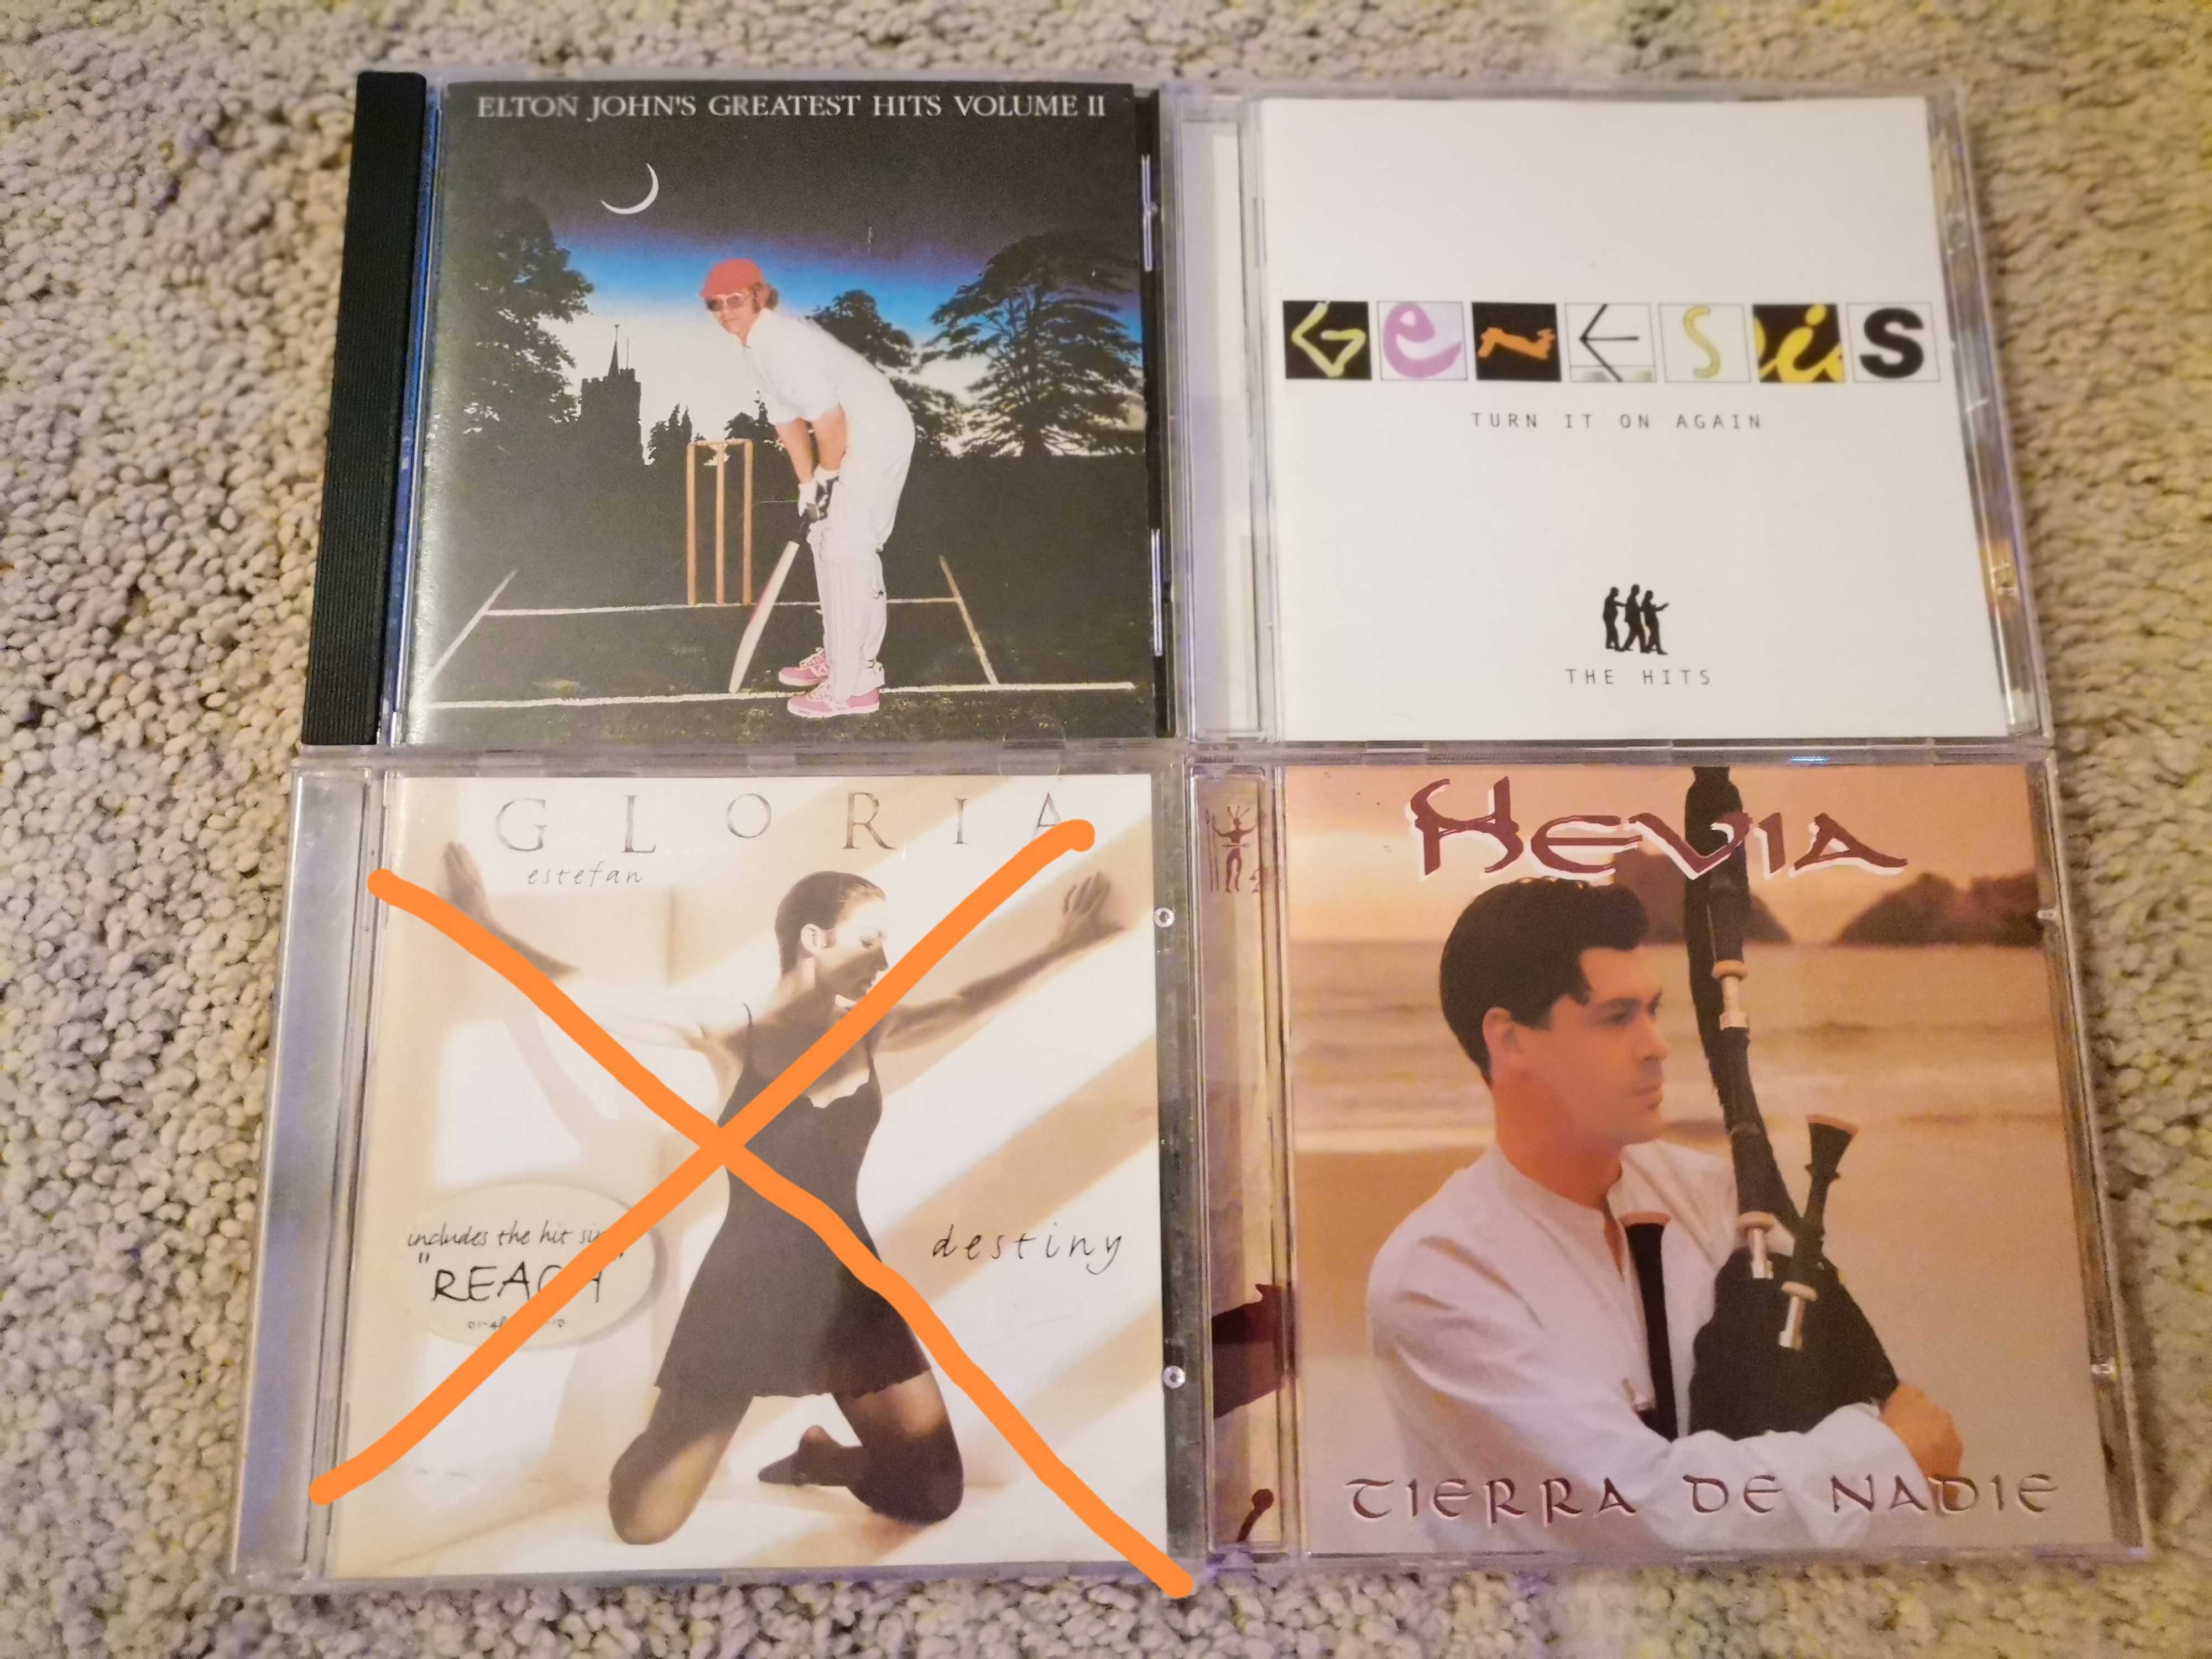 ELTON JOHN'S GREATEST HITS VOLUME II
GENESIS
TURN IT ON AGAIN
THE HITS
GLORIA
estefan
includes the hit
"REACH"
destiny
HEVIA
TIERRA DE NADIE